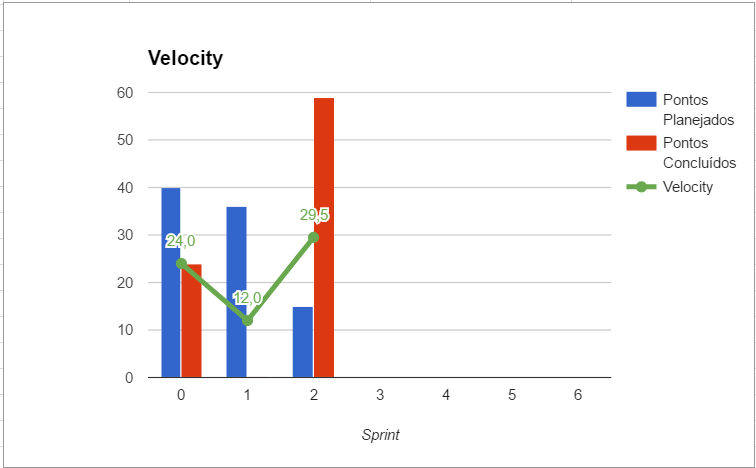 Velocity
60
50
40
30
20
10
0
24,0
12,0
29,5
0 1 2 3 4 5 6
Sprint
Pontos
Planejados
Pontos
Concluídos
Velocity